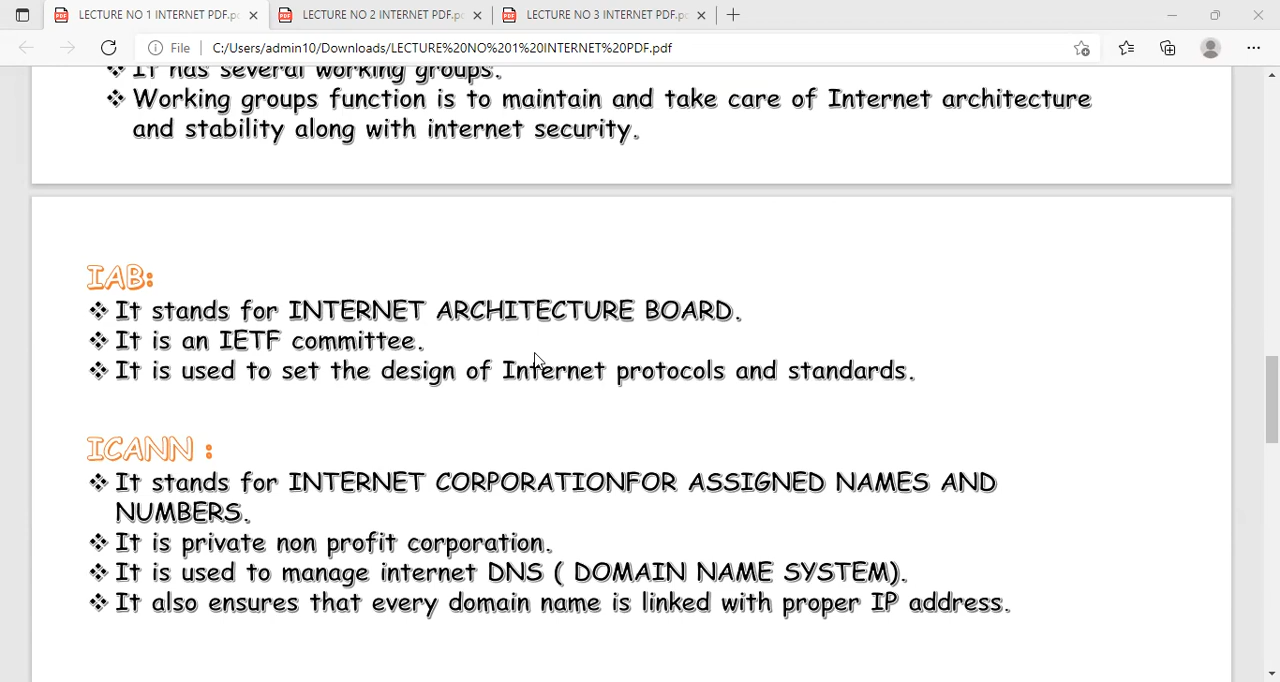 LECTURE NO 1 INTERNET PDF.p
LECTURE NO 2 INTERNET PDF.p
LECTURE NO 3 INTERNET PDF.p
File
C:/Users/admin10/Downloads/LECTURE%20NO%201%20INTERNET%20PDF.pdf
❖ It has several working groups.
❖ Working groups function is to maintain and take care of Internet architecture
and stability along with internet security.
IAB:
❖ It stands for INTERNET ARCHITECTURE BOARD.
❖ It is an IETF committee.
❖ It is used to set the design of Internet protocols and standards.
ICANN :
❖ It stands for INTERNET CORPORATIONFOR ASSIGNED NAMES AND
NUMBERS.
❖ It is private non profit corporation.
❖ It is used to manage internet DNS ( DOMAIN NAME SYSTEM).
❖ It also ensures that every domain name is linked with proper IP address.